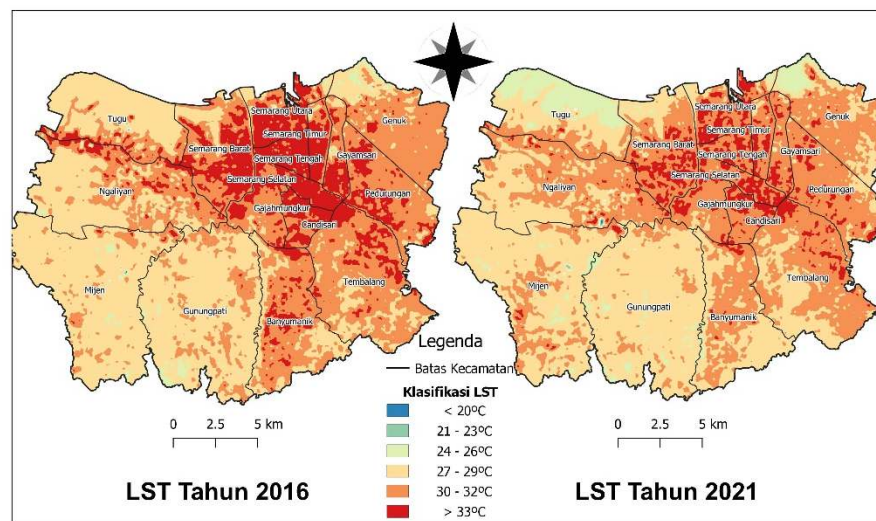 Tugu
Semarang Utara
Genuk
Semarang Timur
Semarang Barat
Semarang Tengah
Gayamsari
Semarang Selatan
Ngaliyan
Pedurungan
Gajahmungkur
Candisari
Tembalang
Mijen
Gunungpati
Banyumanik
0 2.5 5 km
LST Tahun 2016
Legenda
Batas Kecamatan
Klasifikasi LST
< 20ºC
21 - 23ºC
24 - 26ºC
27 - 29ºC
30 - 32ºC
> 33ºC
Tugu
Semarang Utara
Genuk
Semarang Timur
Semarang Barat
Semarang Tengah
Gayamsari
Semarang Selatan
Ngaliyan
Pedurungan
Gajahmungkur
Candisari
Tembalang
Mijen
Gunungpati
Banyumanik
0 2.5 5 km
LST Tahun 2021